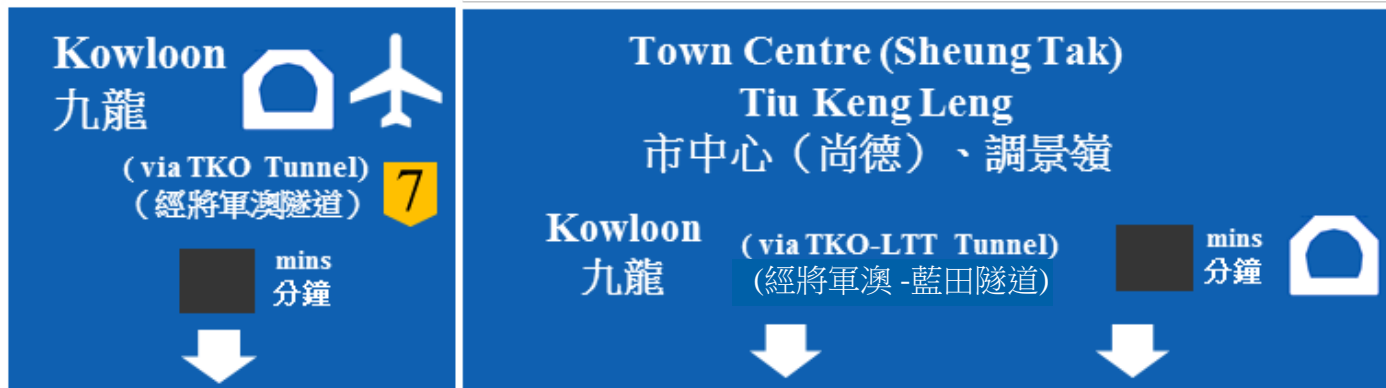 Kowloon
九龍
( via TKO Tunnel)
（經將軍澳隧道）
7
mins
分鐘
Town Centre (Sheung Tak)
Tiu Keng Leng
市中心（尚德）、調景嶺
Kowloon
九龍
( via TKO-LTT Tunnel)
(經將軍澳 -藍田隧道)
mins
分鐘